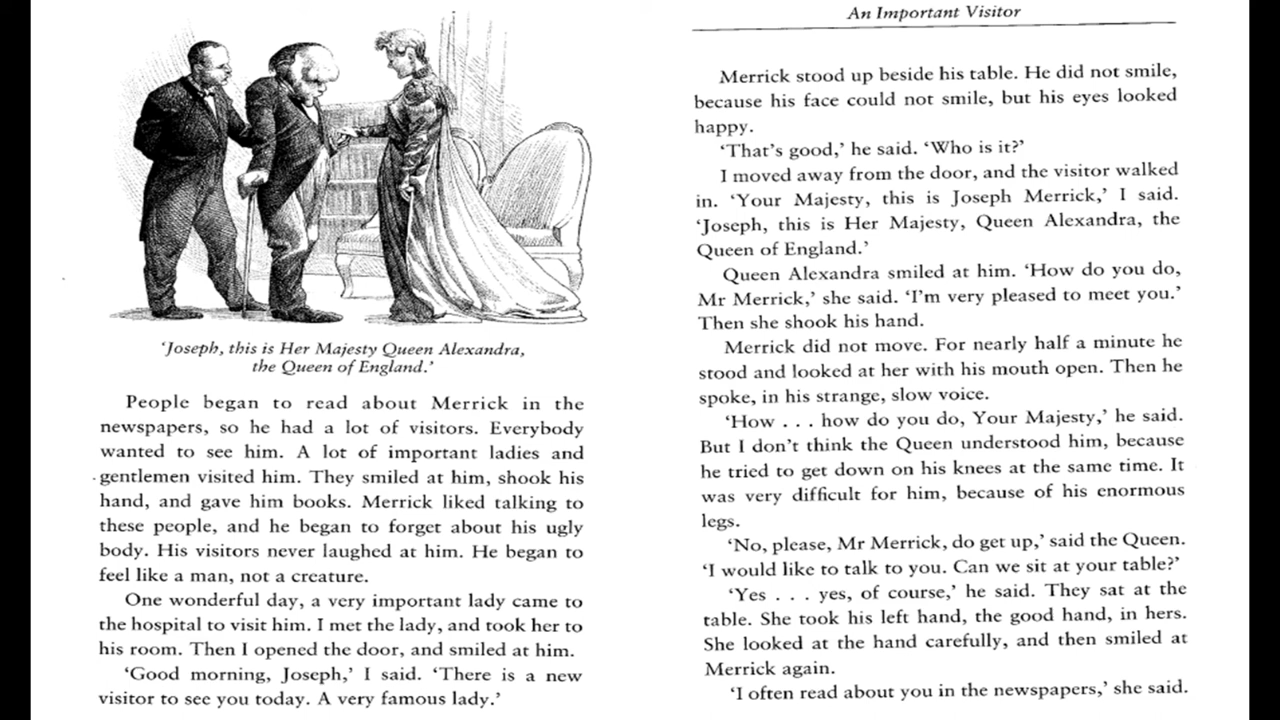 'Joseph, this is Her Majesty Queen Alexandra,
the Queen of England.'
People began to read about Merrick in the
newspapers, so he had a lot of visitors. Everybody
wanted to see him. A lot of important ladies and
gentlemen visited him. They smiled at him, shook his
hand, and gave him books. Merrick liked talking to
these people, and he began to forget about his ugly
body. His visitors never laughed at him. He began to
feel like a man, not a creature.
One wonderful day, a very important lady came to
the hospital to visit him. I met the lady, and took her to
his room. Then I opened the door, and smiled at him.
'Good morning, Joseph,' I said. 'There is a new
visitor to see you today. A very famous lady.'
An Important Visitor
Merrick stood up beside his table. He did not smile,
because his face could not smile, but his eyes looked
happy.
'That's good,' he said. 'Who is it?'
I moved away from the door, and the visitor walked
in. 'Your Majesty, this is Joseph Merrick,' I said.
'Joseph, this is Her Majesty, Queen Alexandra, the
Queen of England.'
Queen Alexandra smiled at him. 'How do you do,
Mr Merrick,' she said. 'I'm very pleased to meet you.'
Then she shook his hand.
Merrick did not move. For nearly half a minute he
stood and looked at her with his mouth open. Then he
spoke, in his strange, slow voice.
'How . . . how do you do, Your Majesty,' he said.
But I don't think the Queen understood him, because
he tried to get down on his knees at the same time. It
was very difficult for him, because of his enormous
legs.
'No, please, Mr Merrick, do get up,' said the Queen.
'I would like to talk to you. Can we sit at your table?'
'Yes . . . yes, of course,' he said. They sat at the
table. She took his left hand, the good hand, in hers.
She looked at the hand carefully, and then smiled at
Merrick again.
'I often read about you in the newspapers,' she said.